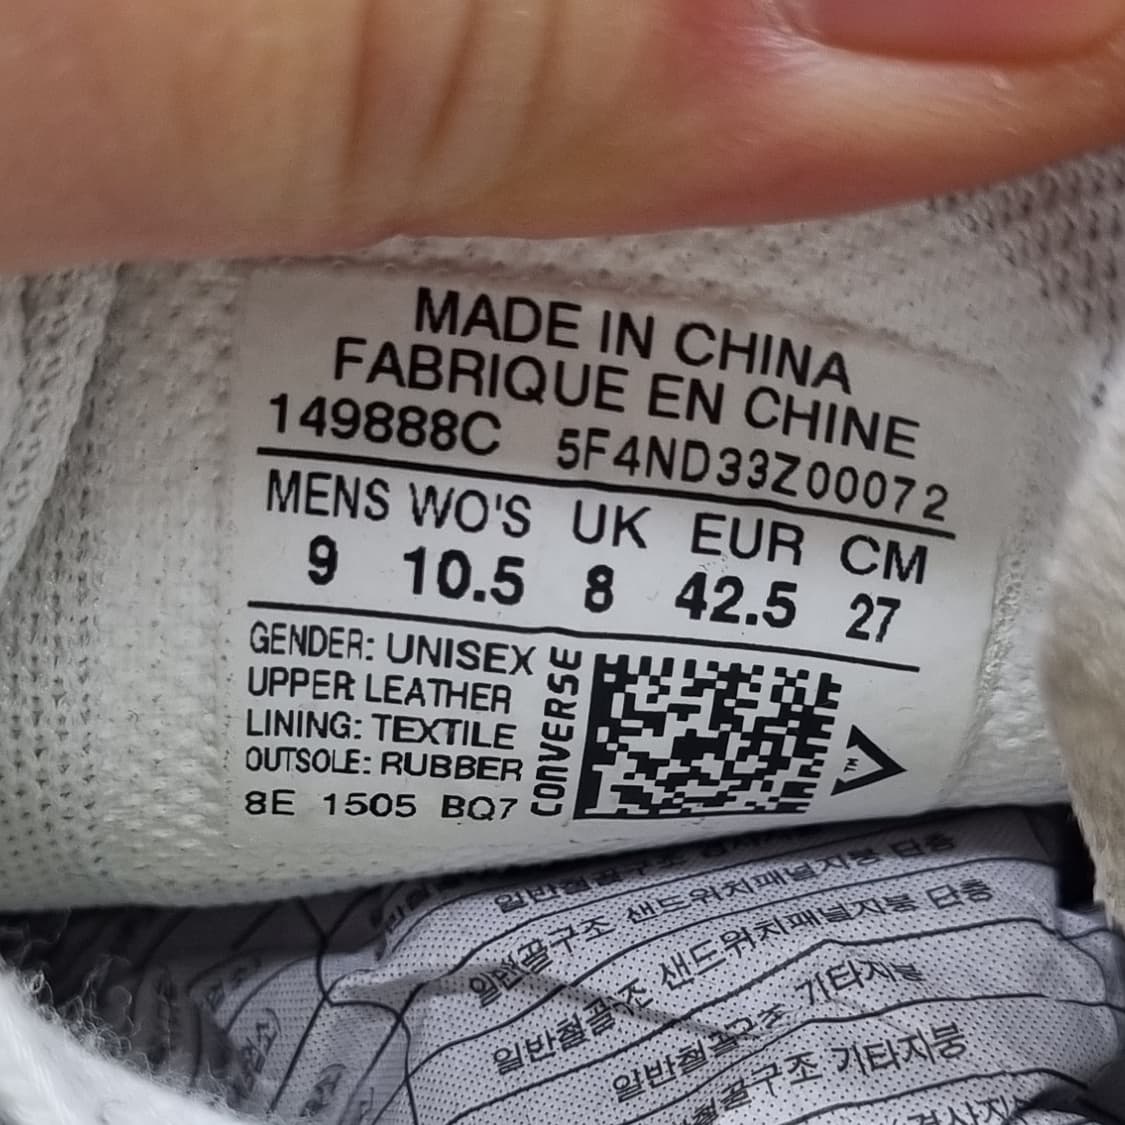 MADE IN CHINA
FABRIQUE EN CHINE
149888C 5F4ND33Z00072
MENS WO'S UK EUR CM
9 10.5 8 42.5 27
GENDER: UNISEX
UPPER LEATHER
LINING: TEXTILE
OUTSOLE: RUBBER
8E 1505 BQ7
CONVERSE
TM
일반철골구조 샌드위치패널지붕 단층
일반철골구조 샌드위치패널지붕 단층
일반철골구조 기타지붕
일반철골구조 기타지붕